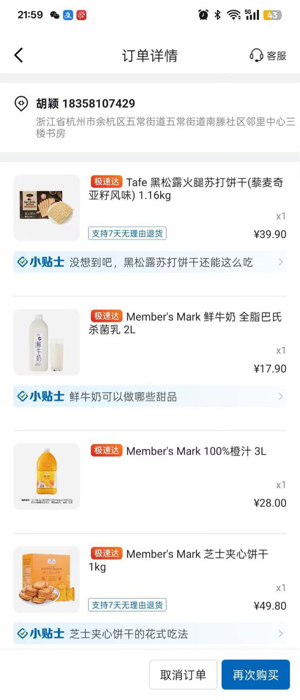 21:59
5G
43
订单详情
客服
胡颖 18358107429
浙江省杭州市余杭区五常街道五常街道南滕社区邻里中心三
楼书房
极速达 Tafe 黑松露火腿苏打饼干(藜麦奇
亚籽风味) 1.16kg
x1
支持7天无理由退货
¥39.90
小贴士 没想到吧，黑松露苏打饼干还能这么吃
极速达 Member's Mark 鲜牛奶 全脂巴氏
杀菌乳 2L
x1
¥17.90
小贴士 鲜牛奶可以做哪些甜品
极速达 Member's Mark 100%橙汁 3L
x1
¥28.00
极速达 Member's Mark 芝士夹心饼干
1kg
x1
支持7天无理由退货
¥49.80
小贴士 芝士夹心饼干的花式吃法
取消订单
再次购买